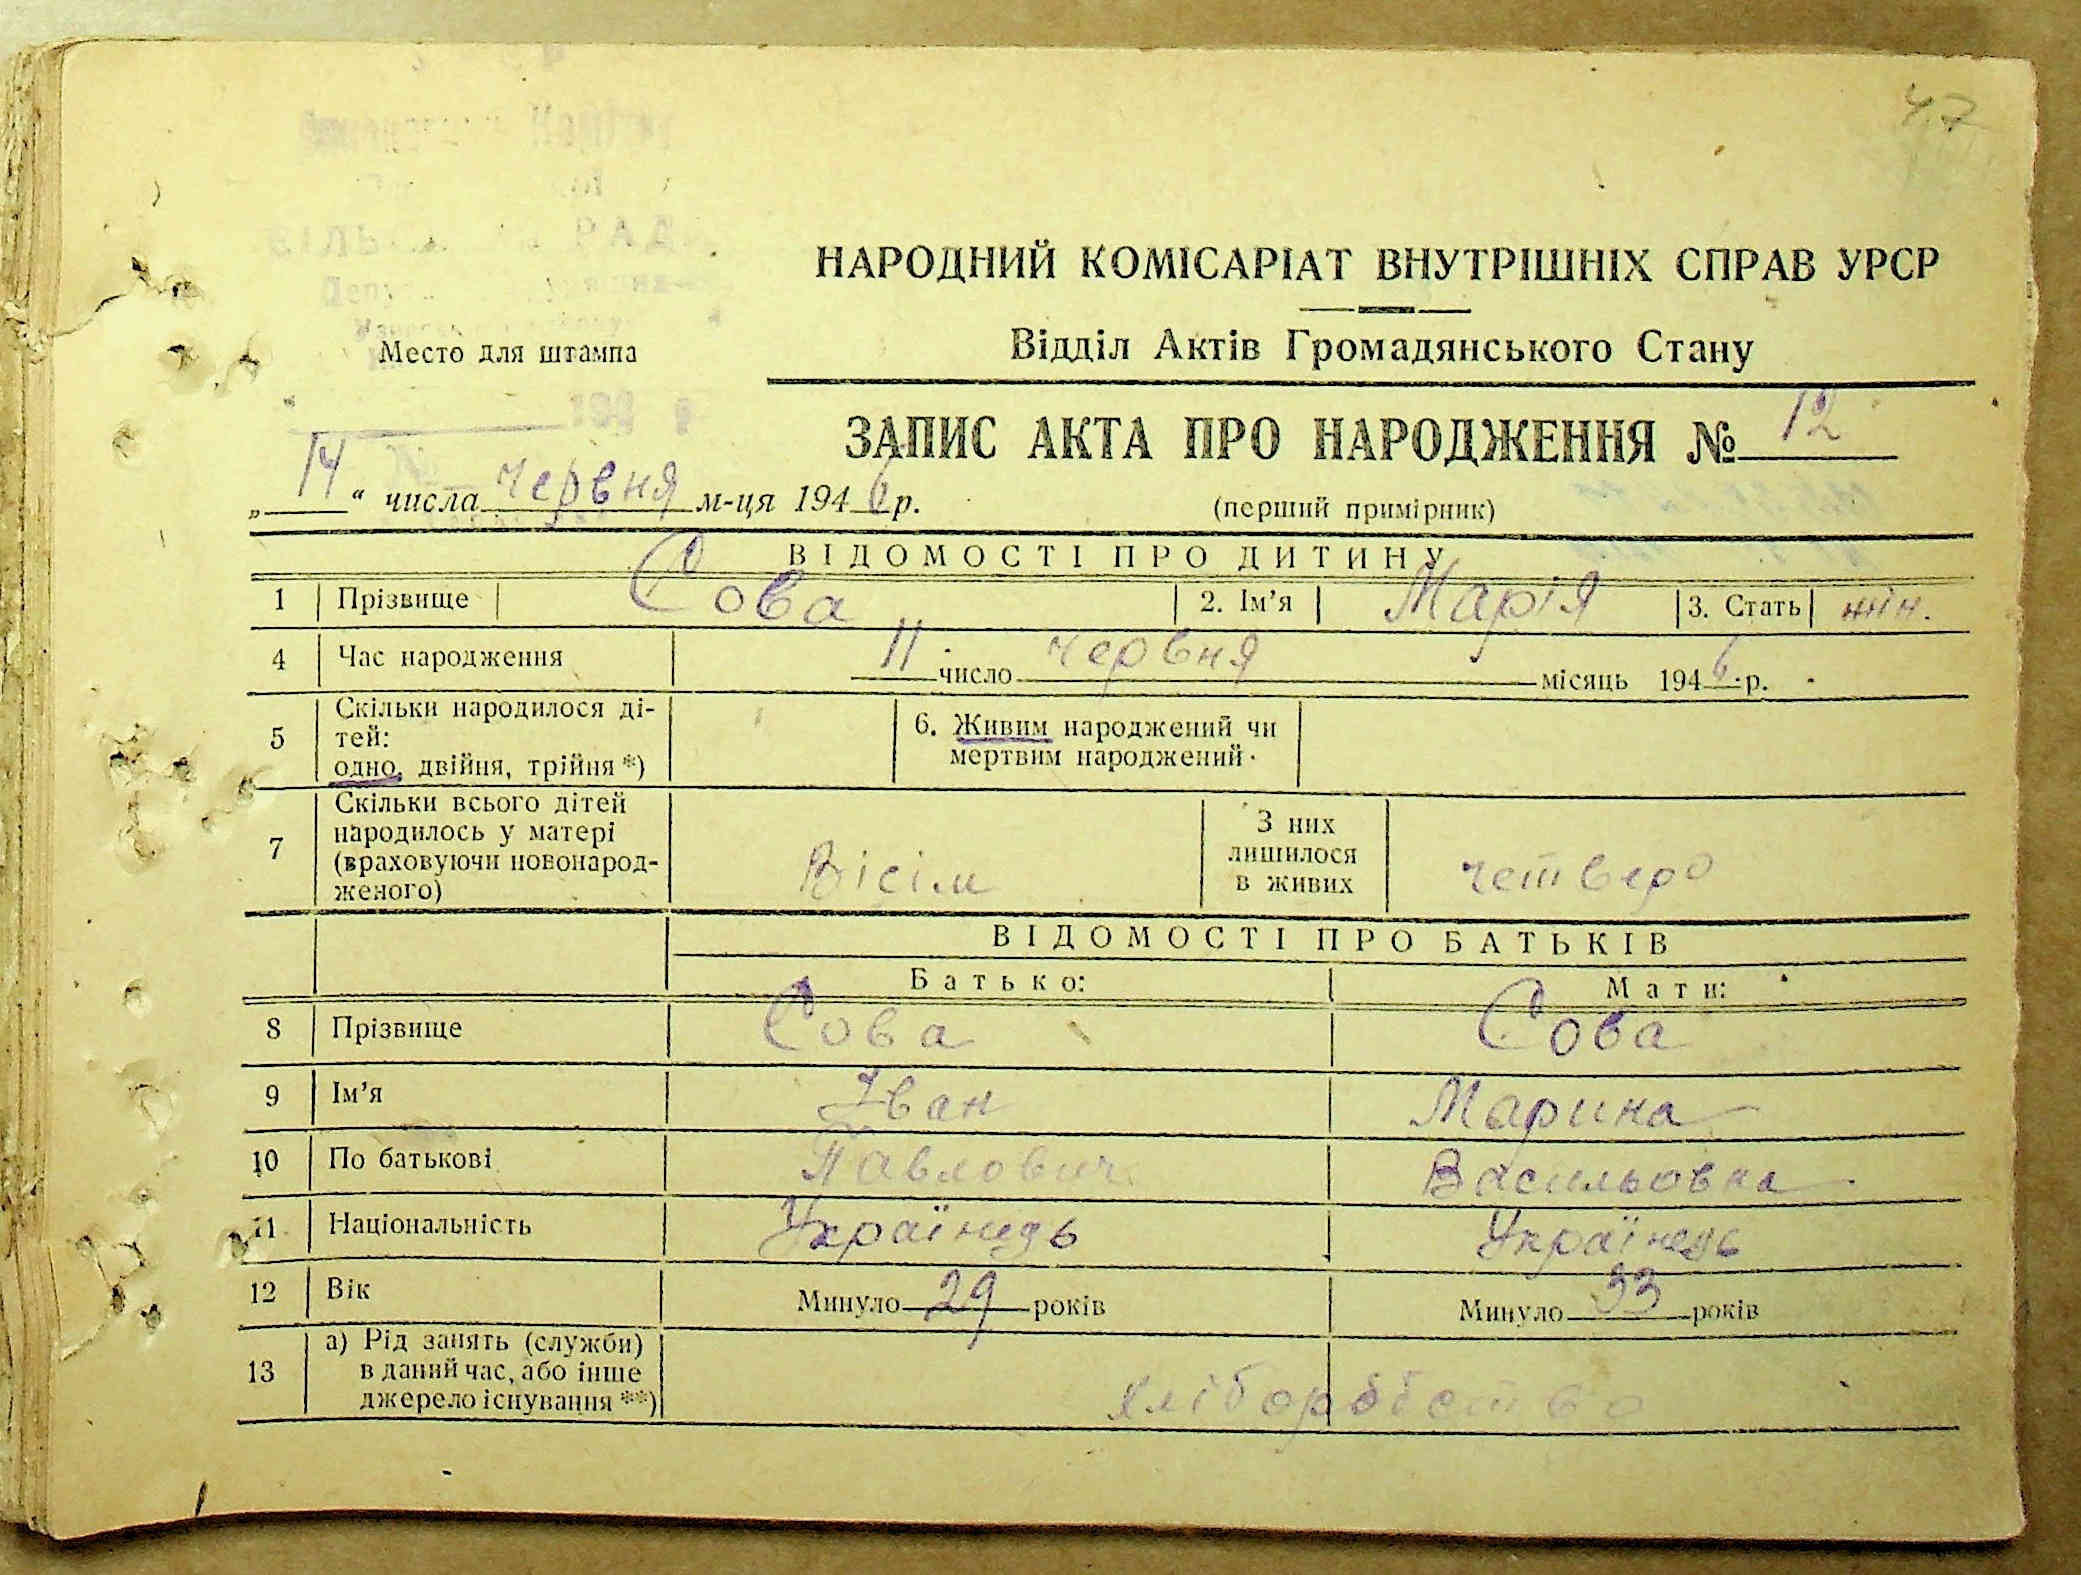 47
НАРОДНИЙ КОМІСАРІАТ ВНУТРІШНІХ СПРАВ УРСР
Відділ Актів Громадянського Стану
Место для штампа
ЗАПИС АКТА ПРО НАРОДЖЕННЯ № 12
„14“ числа червня м-ця 1946 р.
(перший примірник)
ВІДОМОСТІ ПРО ДИТИНУ
1 Прізвище Сова 2. Ім’я Марія 3. Стать жін.
4 Час народження 11 число червня місяць 1946 р.
5 Скільки народилося ді-
тей:
одно, двійня, трійня *)
6. Живим народжений чи
мертвим народжений
7 Скільки всього дітей
народилось у матері
(враховуючи новонарод-
женого)
Вісім
З них
лишилося
в живих
четверо
ВІДОМОСТІ ПРО БАТЬКІВ
Батько: Мати:
8 Прізвище Сова Сова
9 Ім’я Іван Марина
10 По батькові Павлович Васильовна
11 Національність Українець Українець
12 Вік Минуло 29 років Минуло 33 років
13 а) Рід занять (служби)
в даний час, або інше
джерело існування **)
хліборобство